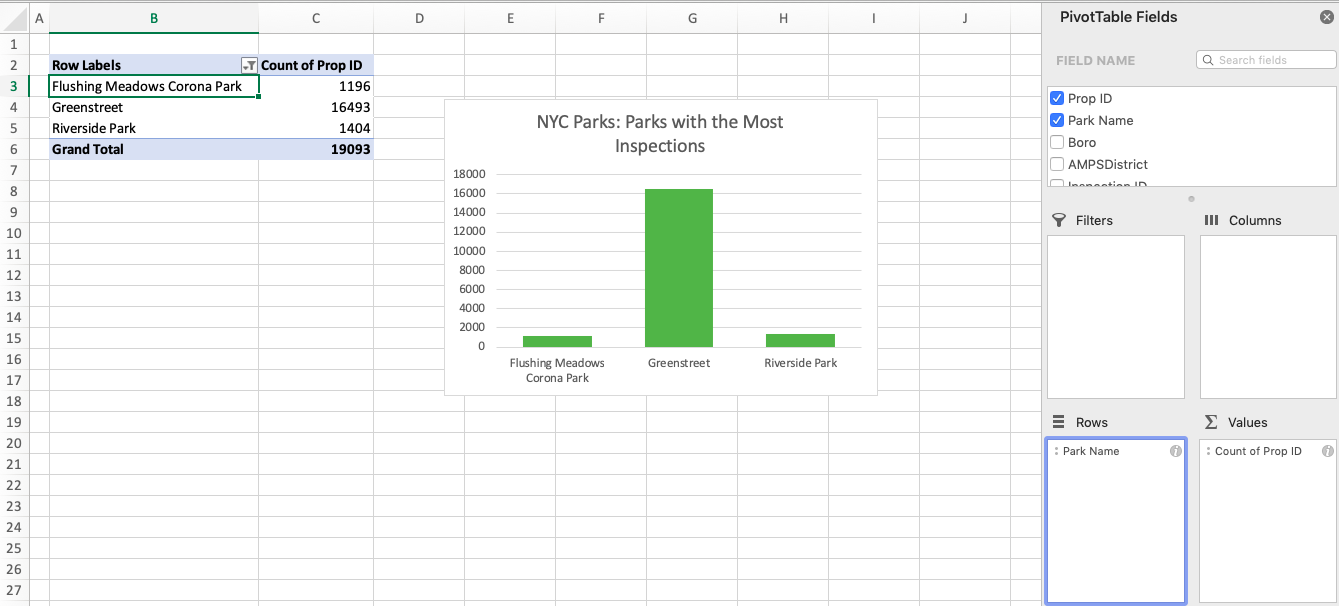 A B C D E F G H I J
PivotTable Fields
1
2 Row Labels Count of Prop ID
FIELD NAME Search fields
3 Flushing Meadows Corona Park 1196
4 Greenstreet 16493
5 Riverside Park 1404
6 Grand Total 19093
7
8
9
10
11
12
13
14
15
16
17
18
19
20
21
22
23
24
25
26
27
NYC Parks: Parks with the Most
Inspections
18000
16000
14000
12000
10000
8000
6000
4000
2000
0
Flushing Meadows
Corona Park
Greenstreet
Riverside Park
Prop ID
Park Name
Boro
AMPSDistrict
Inspection ID
Filters
Columns
Rows
Values
Park Name
Count of Prop ID